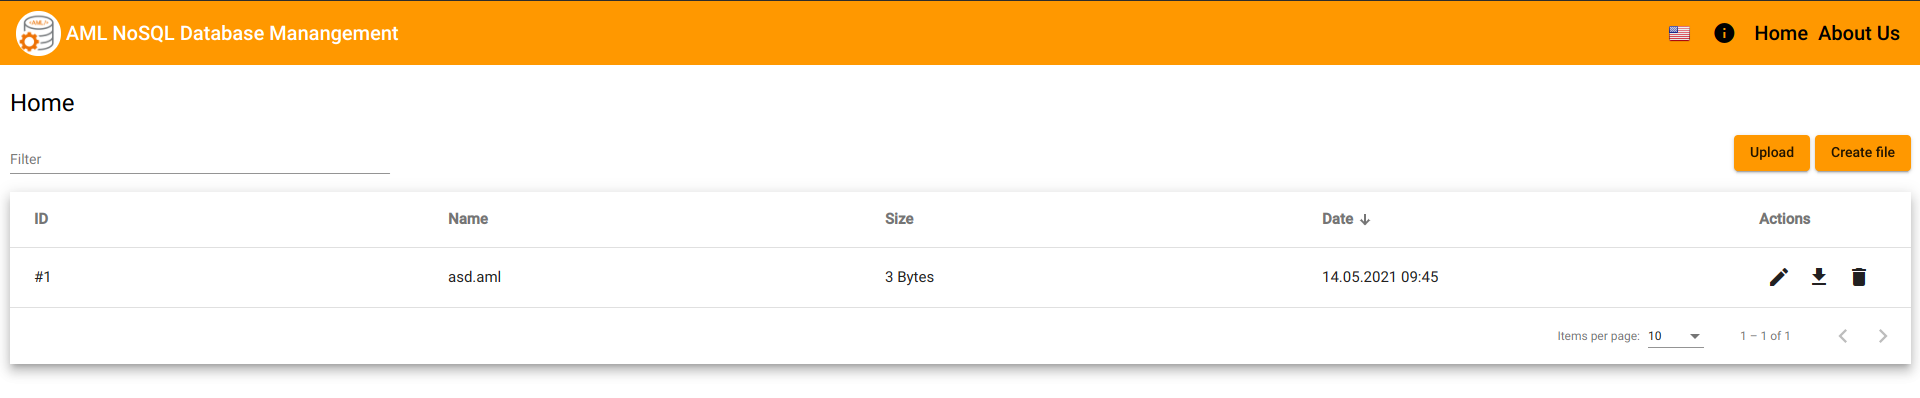 AML NoSQL Database Manangement
Home About Us
Home
Filter
Upload Create file
ID Name Size Date Actions
#1 asd.aml 3 Bytes 14.05.2021 09:45
Items per page: 10 1 – 1 of 1